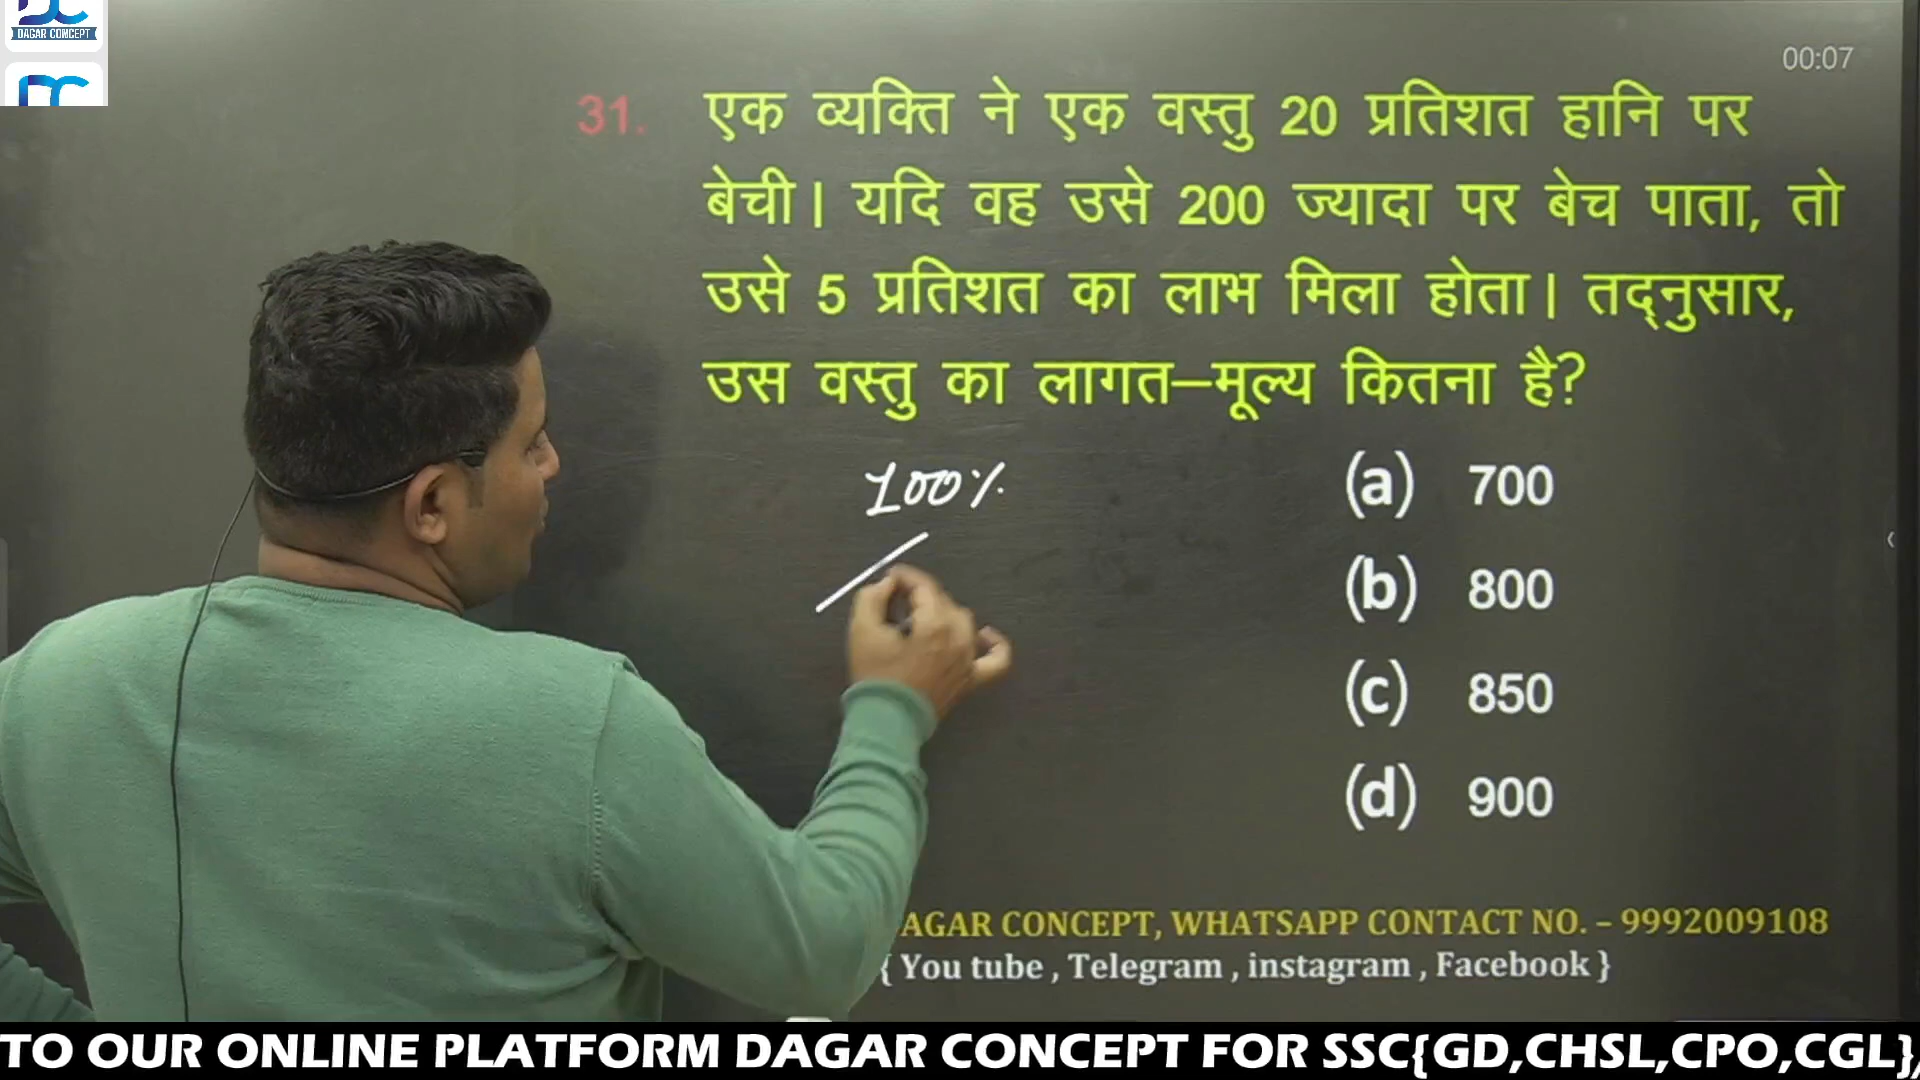 DAGAR CONCEPT
00:07
31. एक व्यक्ति ने एक वस्तु 20 प्रतिशत हानि पर
बेची। यदि वह उसे 200 ज्यादा पर बेच पाता, तो
उसे 5 प्रतिशत का लाभ मिला होता। तद्नुसार,
उस वस्तु का लागत–मूल्य कितना है?
100%
(a) 700
(b) 800
(c) 850
(d) 900
AGAR CONCEPT, WHATSAPP CONTACT NO. – 9992009108
{ You tube , Telegram , instagram , Facebook }
TO OUR ONLINE PLATFORM DAGAR CONCEPT FOR SSC{GD,CHSL,CPO,CGL},